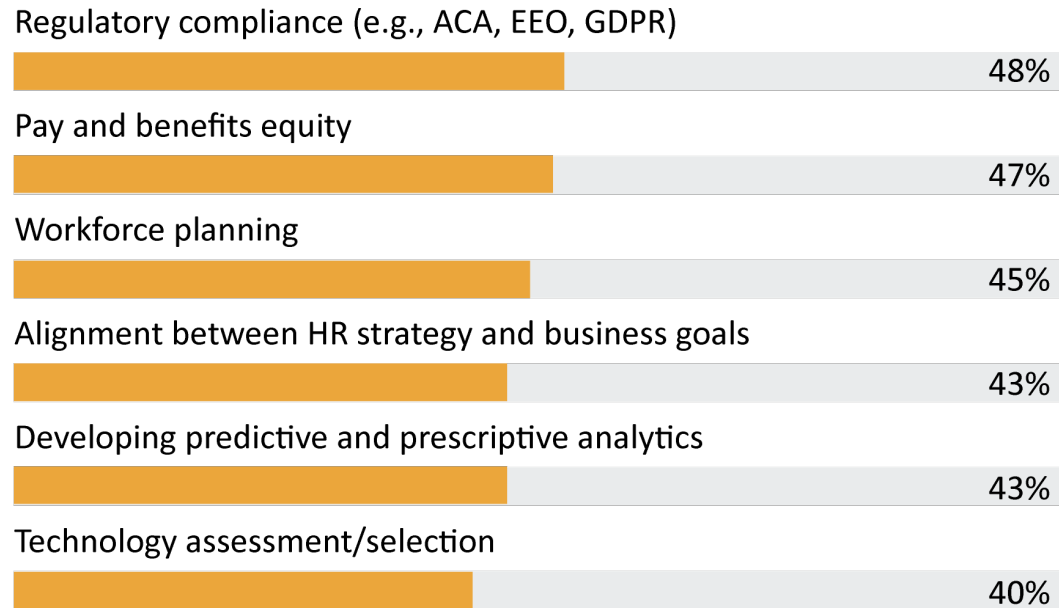 Regulatory compliance (e.g., ACA, EEO, GDPR)
48%
Pay and benefits equity
47%
Workforce planning
45%
Alignment between HR strategy and business goals
43%
Developing predictive and prescriptive analytics
43%
Technology assessment/selection
40%